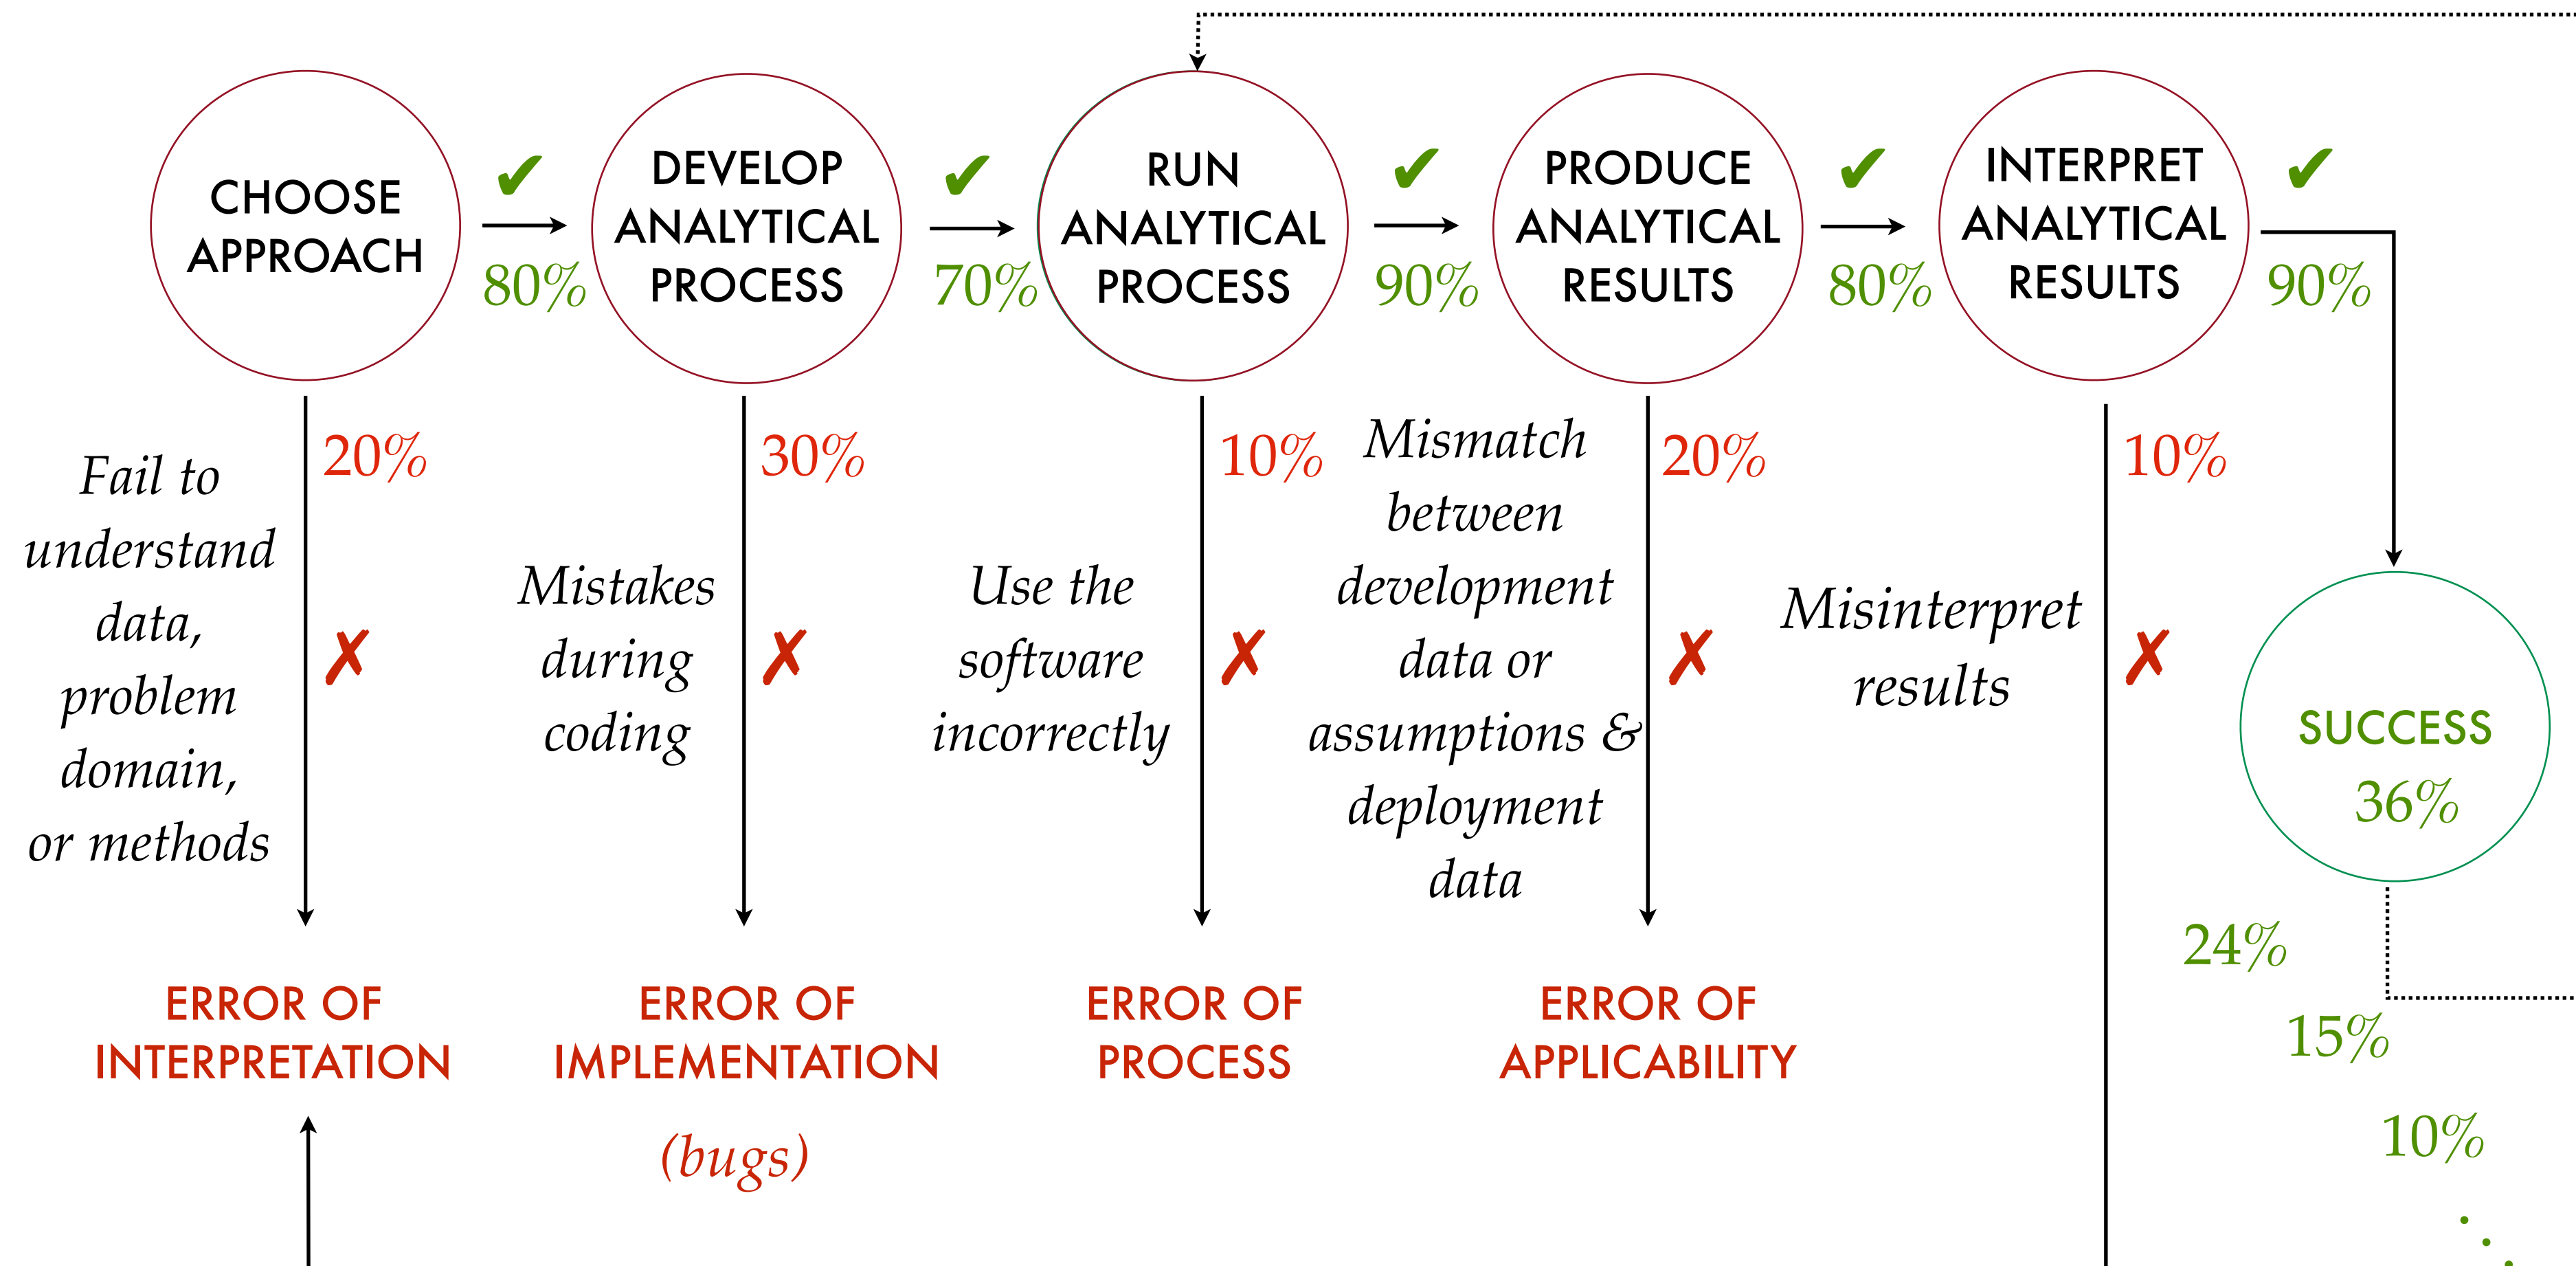 CHOOSE
APPROACH
✔
80%
DEVELOP
ANALYTICAL
PROCESS
✔
70%
RUN
ANALYTICAL
PROCESS
✔
90%
PRODUCE
ANALYTICAL
RESULTS
✔
80%
INTERPRET
ANALYTICAL
RESULTS
✔
90%
Fail to
understand
data,
problem
domain,
or methods
20%
✗
Mistakes
during
coding
30%
✗
Use the
software
incorrectly
10%
✗
Mismatch
between
development
data or
assumptions &
deployment
data
20%
✗
Misinterpret
results
10%
✗
SUCCESS
36%
24%
15%
10%
ERROR OF
INTERPRETATION
ERROR OF
IMPLEMENTATION
(bugs)
ERROR OF
PROCESS
ERROR OF
APPLICABILITY